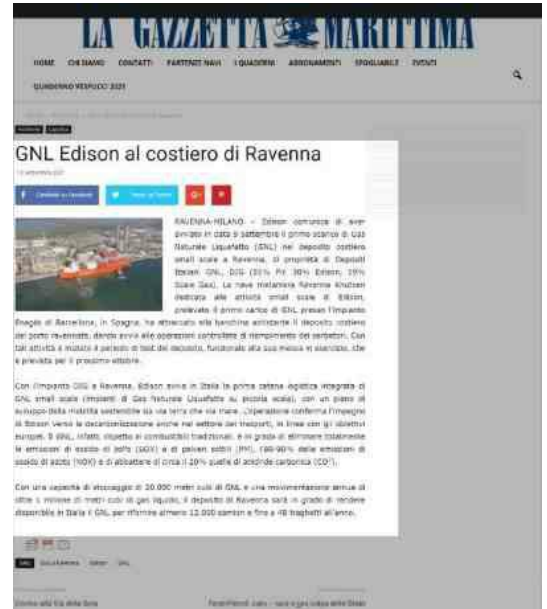 LA GAZZETTA MARITTIMA
HOME CHI SIAMO CONTATTI PARTENZE NAVI I QUADERNI ABBONAMENTI SFOGLIABILE EVENTI
QUADERNO VESPUCCI 2025
GNL Edison al costiero di Ravenna
RAVENNA-MILANO – Edison comunica di aver
avviato in data 9 settembre il primo scarico di Gas
Naturale Liquefatto (GNL) nel deposito costiero
small scale a Ravenna, di proprietà di Depositi
Italiani GNL, DIG (51% Pir 30% Edison, 19%
Scale Gas). La nave metaniera Ravenna Knutsen
dedicata alle attività small scale di Edison,
prelevato il primo carico di GNL presso l'impianto
Enagás di Barcellona, in Spagna, ha attraccato alla banchina antistante il deposito costiero
del porto ravennate, dando avvio alle operazioni controllate di riempimento dei serbatoi. Con
tali attività è iniziato il periodo di test del deposito, funzionale alla sua messa in esercizio, che
è prevista per il prossimo ottobre.
Con l'impianto DIG a Ravenna, Edison avvia in Italia la prima catena logistica integrata di
GNL small scale (impianti di Gas Naturale Liquefatto su piccola scala), con un piano di
sviluppo della mobilità sostenibile sia via terra che via mare. L'operazione conferma l'impegno
di Edison verso la decarbonizzazione anche nel settore dei trasporti, in linea con gli obiettivi
europei. Il GNL, infatti, rispetto ai combustibili tradizionali, è in grado di eliminare totalmente
le emissioni di ossido di zolfo (SOX) e di polveri sottili (PM), l'80-90% delle emissioni di
ossido di azoto (NOX) e di abbattere di circa il 20% quelle di anidride carbonica (CO²).
Con una capacità di stoccaggio di 20.000 metri cubi di GNL e una movimentazione annua di
oltre 1 milione di metri cubi di gas liquido, il deposito di Ravenna sarà in grado di rendere
disponibile in Italia il GNL per rifornire almeno 12.000 camion e fino a 48 traghetti all'anno.